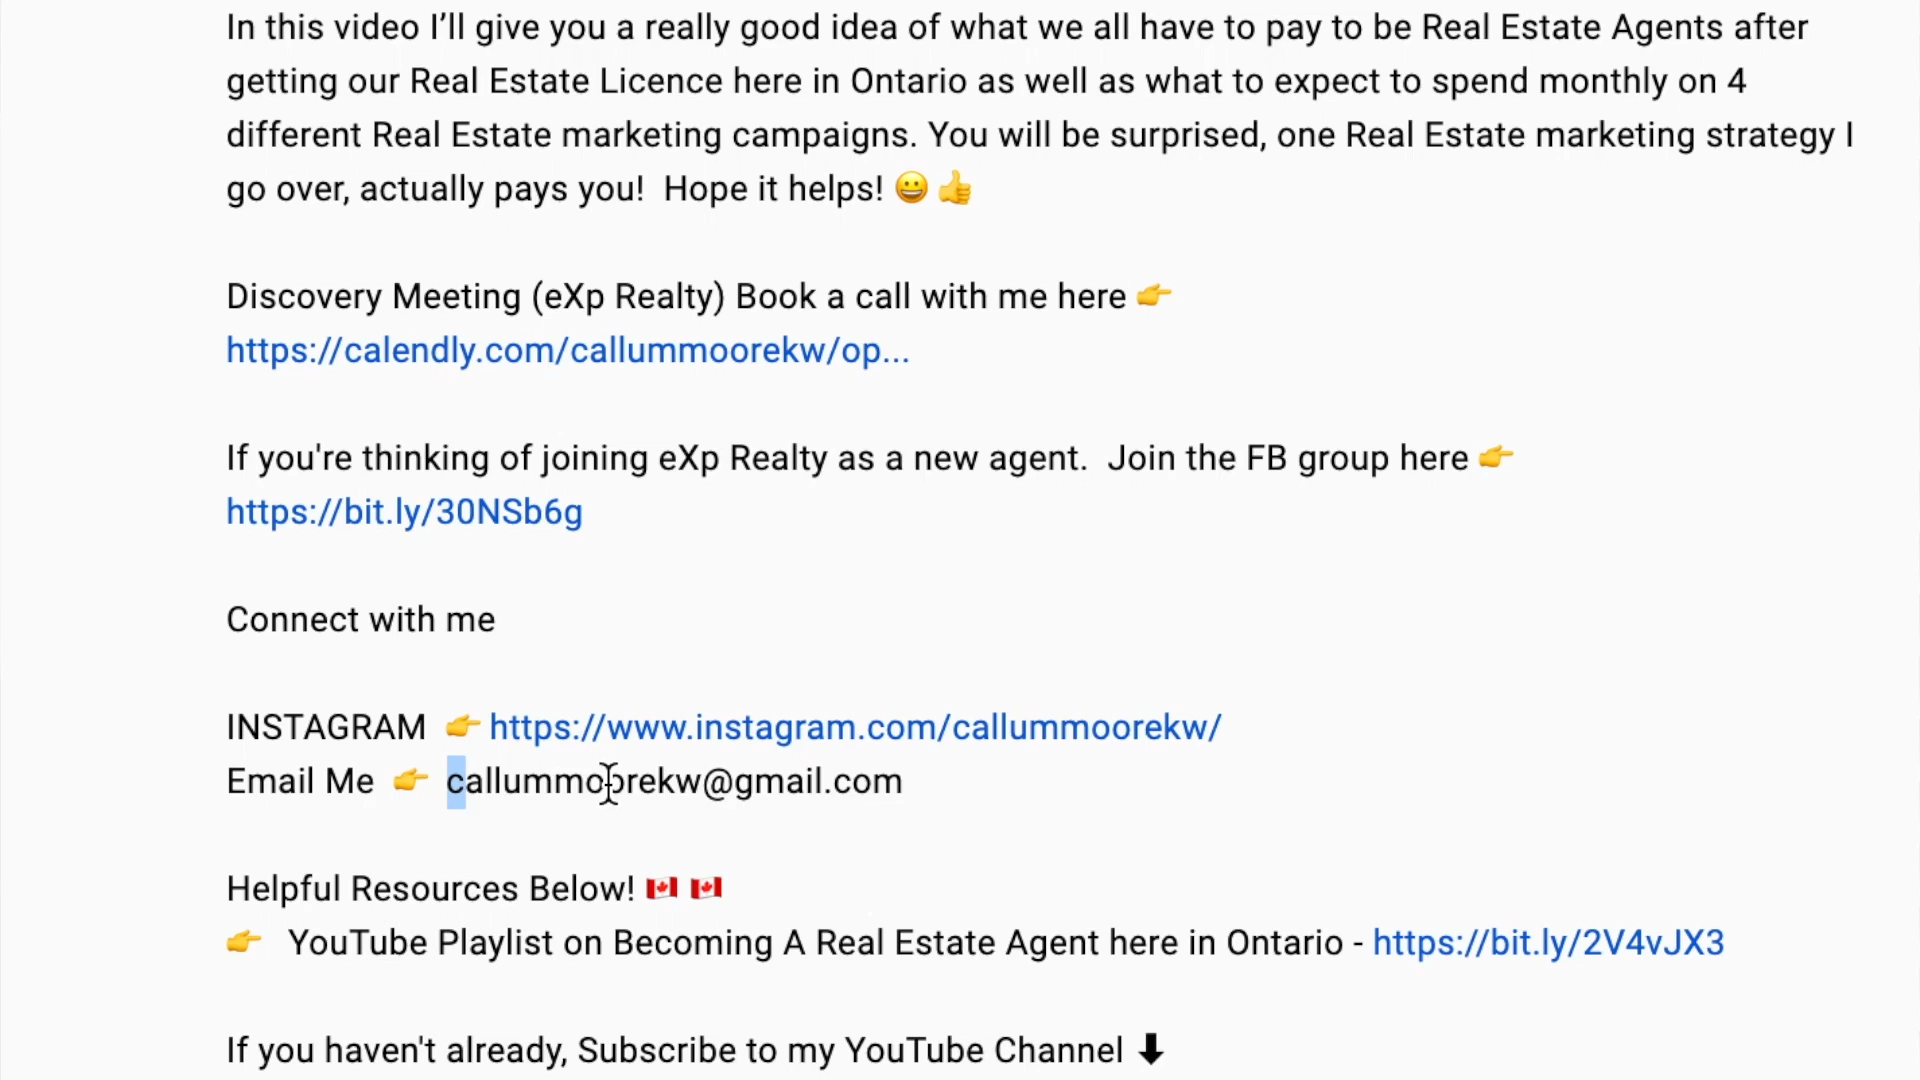 In this video I’ll give you a really good idea of what we all have to pay to be Real Estate Agents after
getting our Real Estate Licence here in Ontario as well as what to expect to spend monthly on 4
different Real Estate marketing campaigns. You will be surprised, one Real Estate marketing strategy I
go over, actually pays you!  Hope it helps! 😀 👍
Discovery Meeting (eXp Realty) Book a call with me here 👉
https://calendly.com/callummoorekw/op...
If you're thinking of joining eXp Realty as a new agent.  Join the FB group here 👉
https://bit.ly/30NSb6g
Connect with me
INSTAGRAM 👉 https://www.instagram.com/callummoorekw/
Email Me 👉 callummoorekw@gmail.com
Helpful Resources Below! 🇨🇦 🇨🇦
👉 YouTube Playlist on Becoming A Real Estate Agent here in Ontario - https://bit.ly/2V4vJX3
If you haven't already, Subscribe to my YouTube Channel ⬇